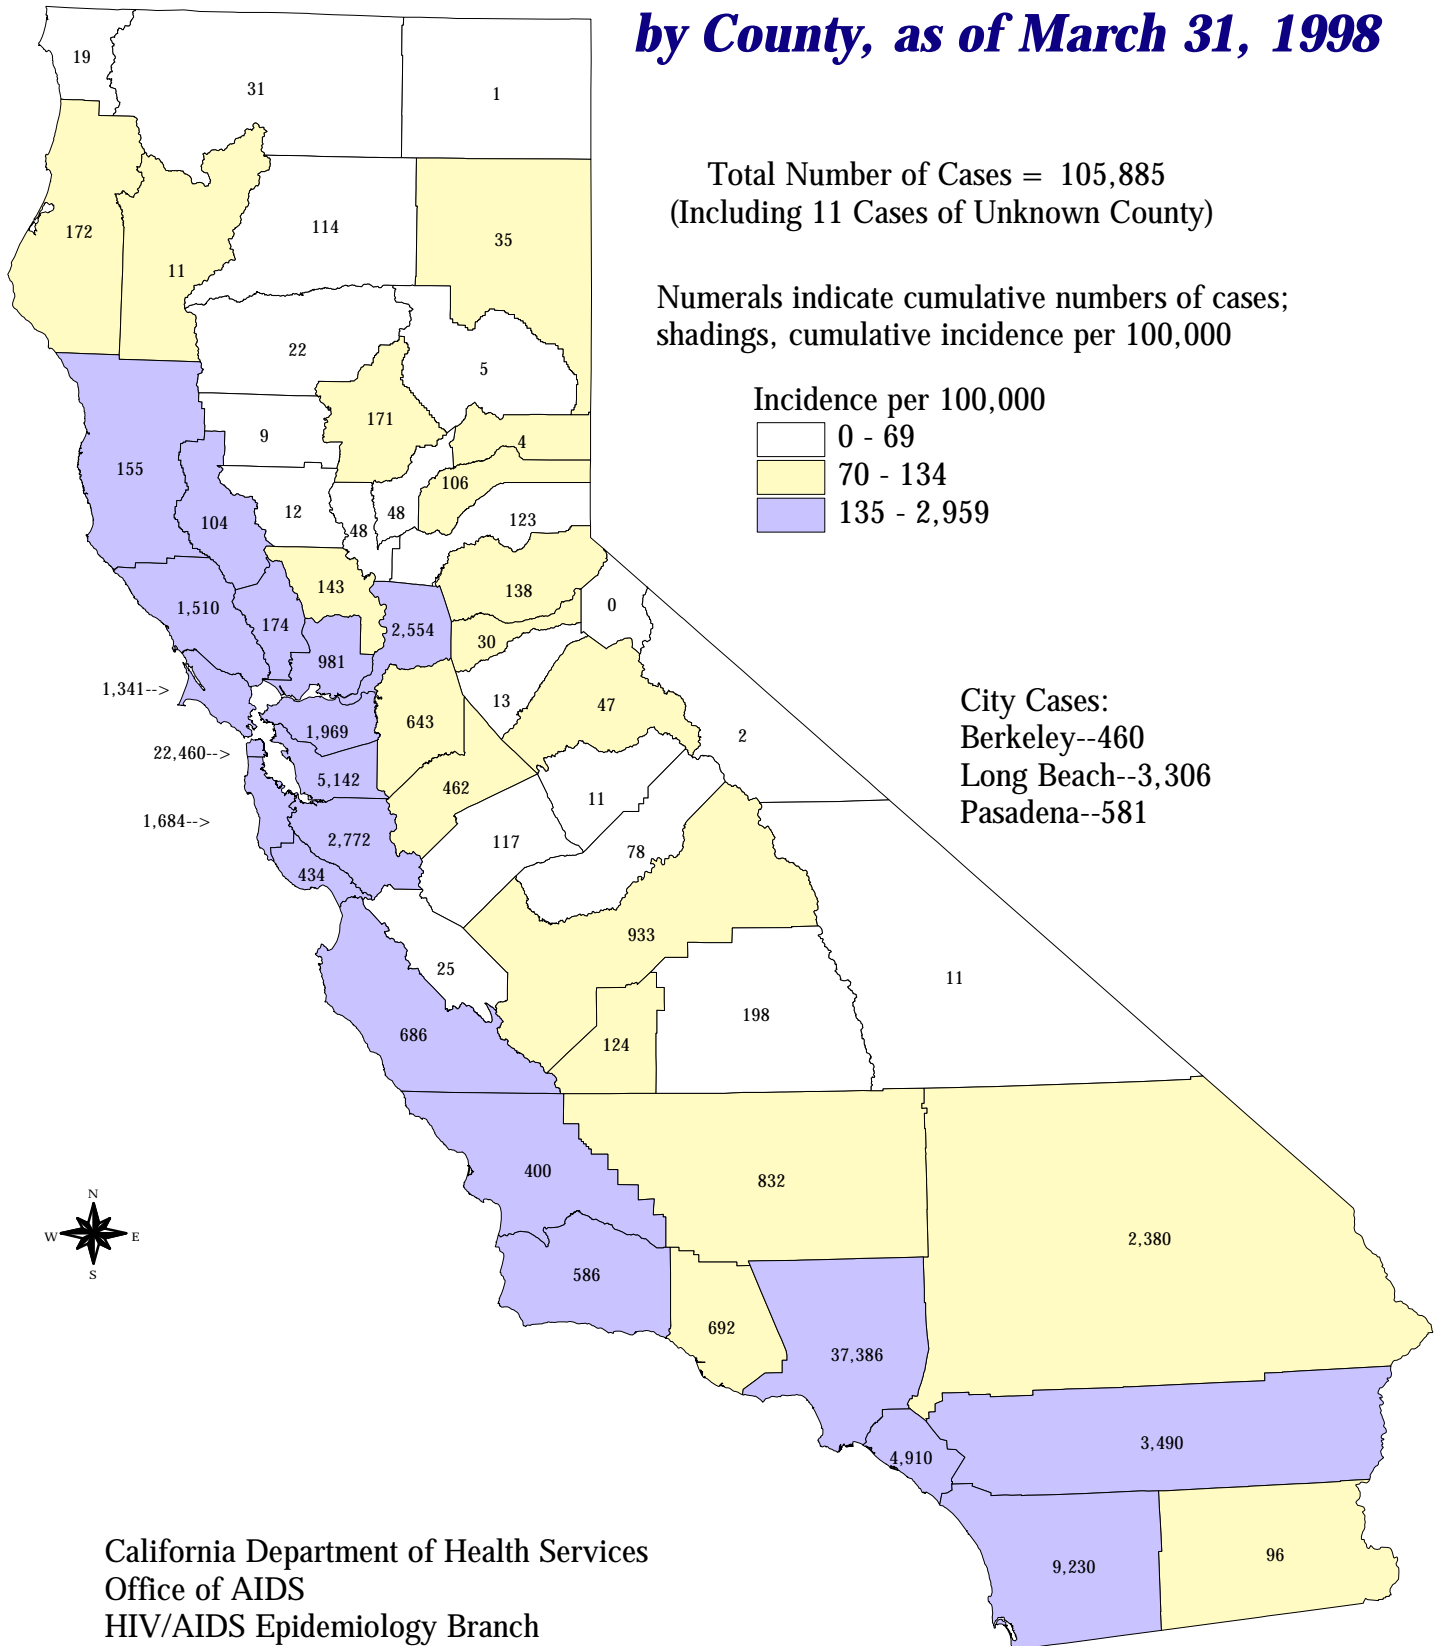 by County, as of March 31, 1998
19
31
1
Total Number of Cases = 105,885
(Including 11 Cases of Unknown County)
172
11
114
35
Numerals indicate cumulative numbers of cases;
shadings, cumulative incidence per 100,000
22
5
Incidence per 100,000
0 - 69
70 - 134
135 - 2,959
171
9
4
155
106
104
12
48
48
123
143
138
0
1,510
174
2,554
30
981
1,341-->
13
47
City Cases:
Berkeley--460
Long Beach--3,306
Pasadena--581
643
1,969
2
22,460-->
5,142
462
11
1,684-->
2,772
117
78
434
933
25
11
686
124
198
400
832
N
W
E
S
2,380
586
692
37,386
3,490
4,910
9,230
96
California Department of Health Services
Office of AIDS
HIV/AIDS Epidemiology Branch